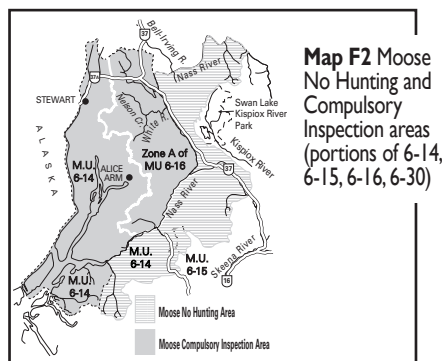 Map F2 Moose
No Hunting and
Compulsory
Inspection areas
(portions of 6-14,
6-15, 6-16, 6-30)
37
Bell-Irving R.
Nass River
37A
STEWART
Nelson Cr.
White R.
Swan Lake
Kispiox River
Park
ALASKA
Zone A of
MU 6-16
Kispiox River
M.U.
6-14
ALICE
ARM
37
Nass River
M.U.
6-14
M.U.
6-15
Skeena River
M.U.
6-14
16
Moose No Hunting Area
Moose Compulsory Inspection Area